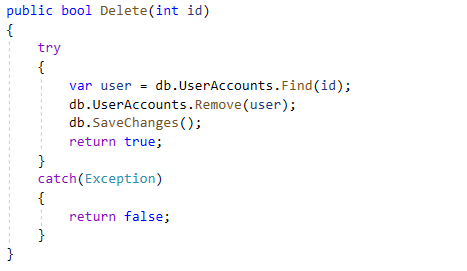 public bool Delete(int id)
{
    try
    {
        var user = db.UserAccounts.Find(id);
        db.UserAccounts.Remove(user);
        db.SaveChanges();
        return true;
    }
    catch(Exception)
    {
        return false;
    }
}